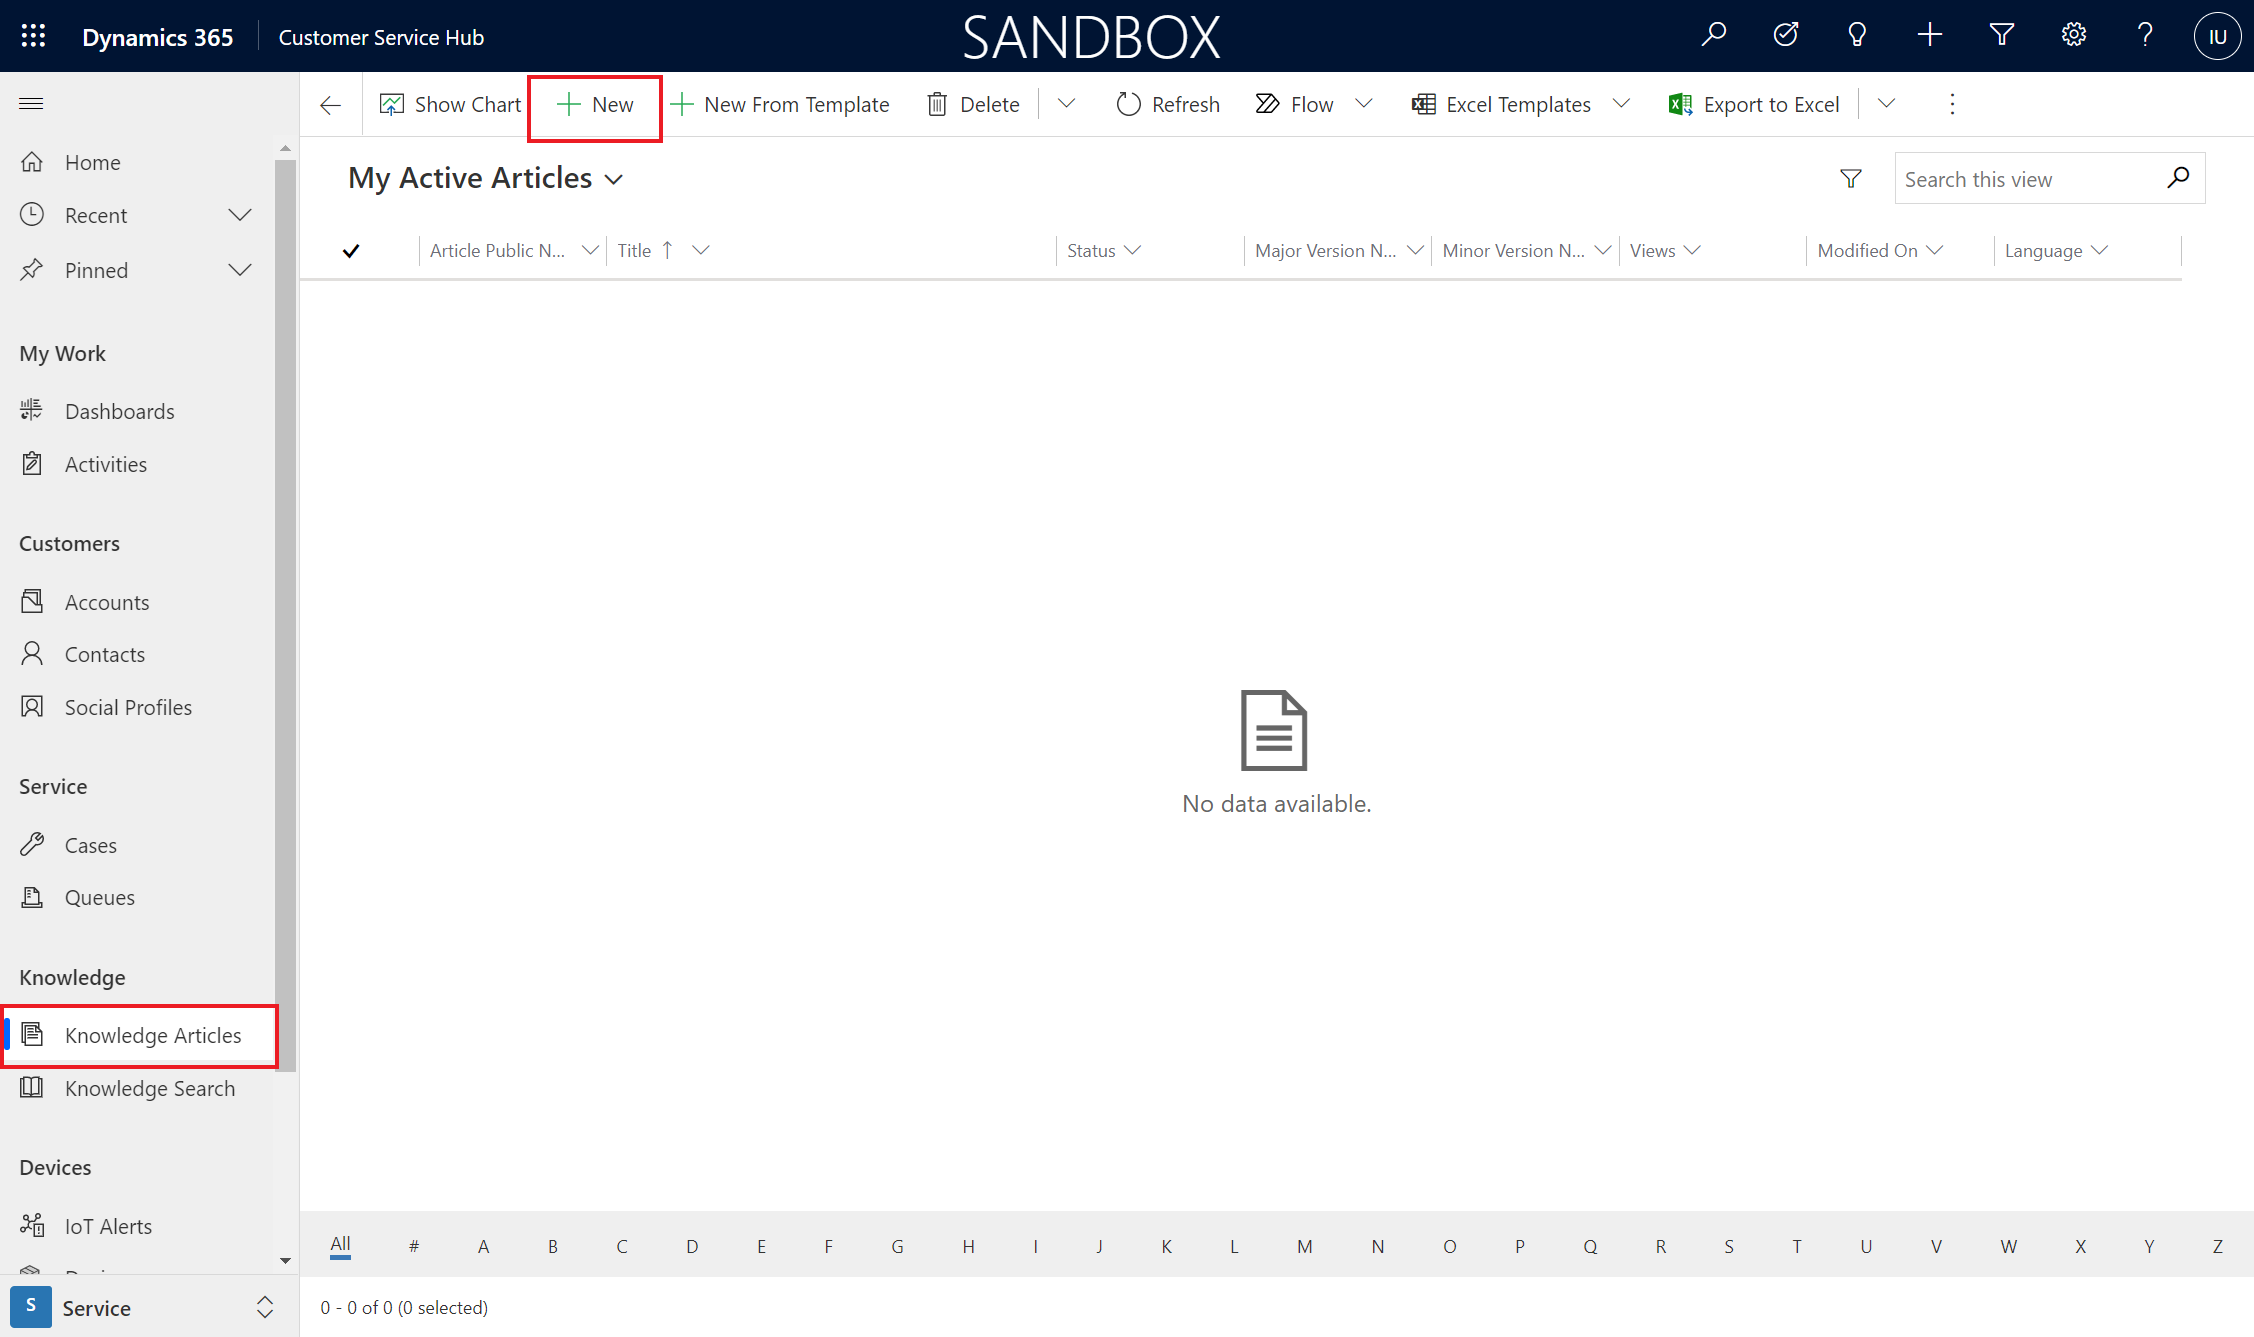 Dynamics 365 Customer Service Hub SANDBOX IU
Show Chart New New From Template Delete Refresh Flow Excel Templates Export to Excel
Home
Recent
Pinned
My Work
Dashboards
Activities
Customers
Accounts
Contacts
Social Profiles
Service
Cases
Queues
Knowledge
Knowledge Articles
Knowledge Search
Devices
IoT Alerts
S Service
My Active Articles
Search this view
Article Public N... Title Status Major Version N... Minor Version N... Views Modified On Language
No data available.
All # A B C D E F G H I J K L M N O P Q R S T U V W X Y Z
0 - 0 of 0 (0 selected)